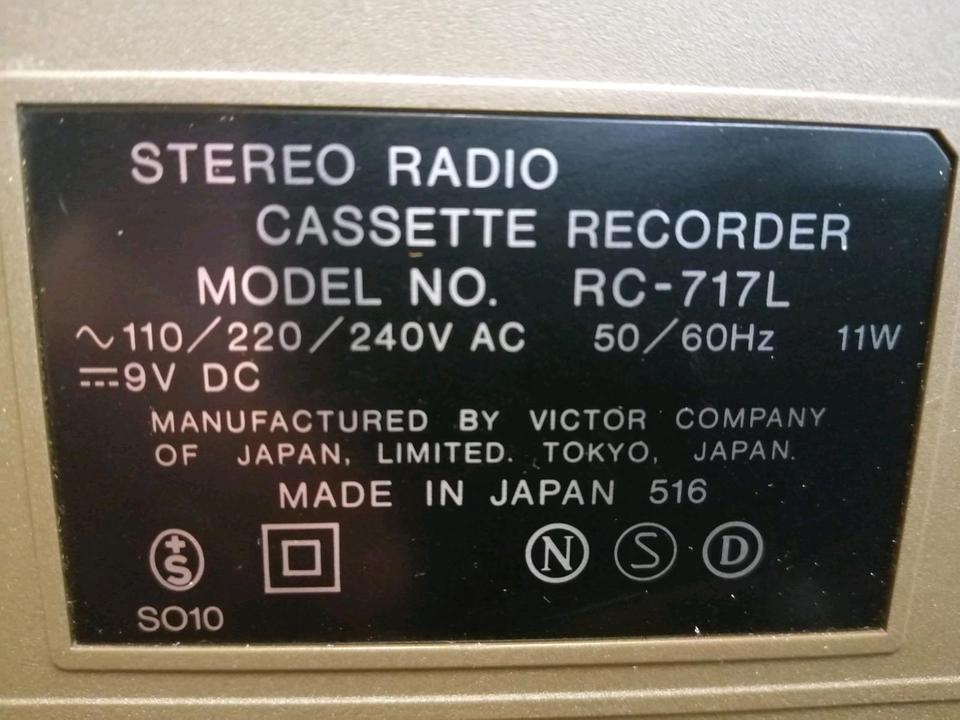 STEREO RADIO
CASSETTE RECORDER
MODEL NO. RC-717L
~110/220/240V AC 50/60Hz 11W
⎓9V DC
MANUFACTURED BY VICTOR COMPANY
OF JAPAN, LIMITED. TOKYO, JAPAN.
MADE IN JAPAN 516
+S N S D
SO10